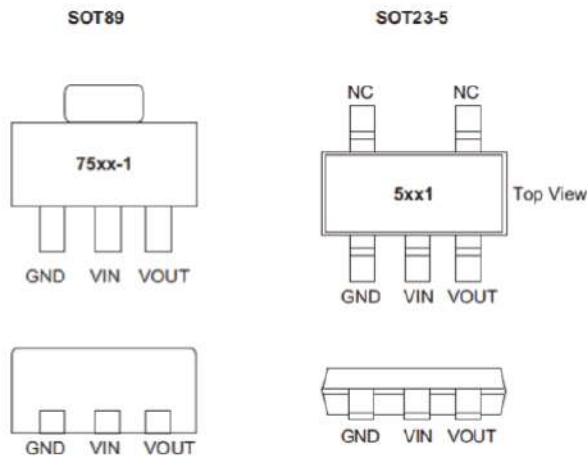 SOT89
SOT23-5
NC NC
75xx-1
5xx1
Top View
GND VIN VOUT
GND VIN VOUT
GND VIN VOUT
GND VIN VOUT